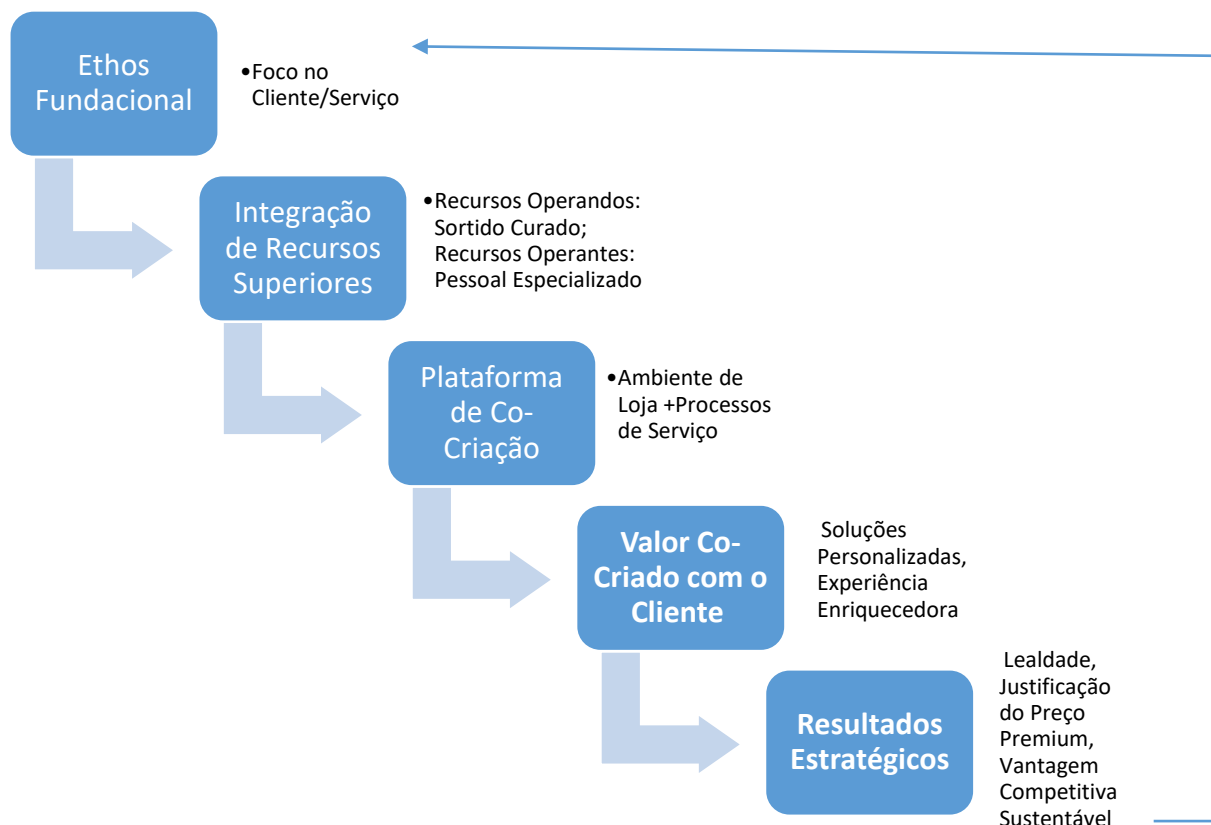 Ethos
Fundacional
•Foco no
Cliente/Serviço
Integração
de Recursos
Superiores
•Recursos Operandos:
Sortido Curado;
Recursos Operantes:
Pessoal Especializado
Plataforma
de Co-
Criação
•Ambiente de
Loja +Processos
de Serviço
Valor Co-
Criado com o
Cliente
Soluções
Personalizadas,
Experiência
Enriquecedora
Resultados
Estratégicos
Lealdade,
Justificação
do Preço
Premium,
Vantagem
Competitiva
Sustentável